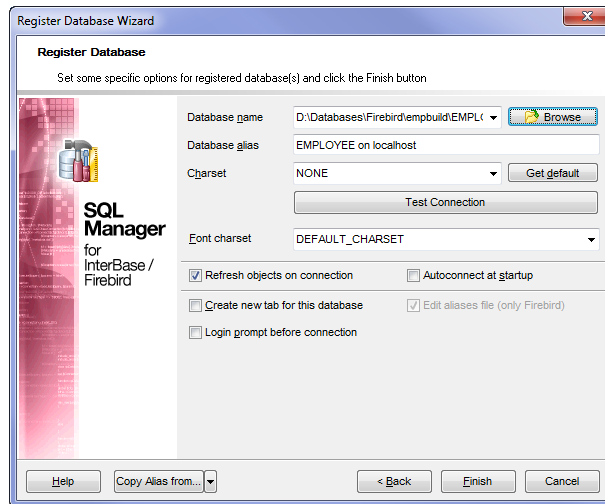 Register Database Wizard
Register Database
Set some specific options for registered database(s) and click the Finish button
Database name
D:\Databases\Firebird\empbuild\EMPL
Browse
Database alias
EMPLOYEE on localhost
Charset
NONE
Get default
Test Connection
Font charset
DEFAULT_CHARSET
SQL
Manager
for
InterBase /
Firebird
Refresh objects on connection
Autoconnect at startup
Create new tab for this database
Edit aliases file (only Firebird)
Login prompt before connection
Help
Copy Alias from...
< Back
Finish
Cancel